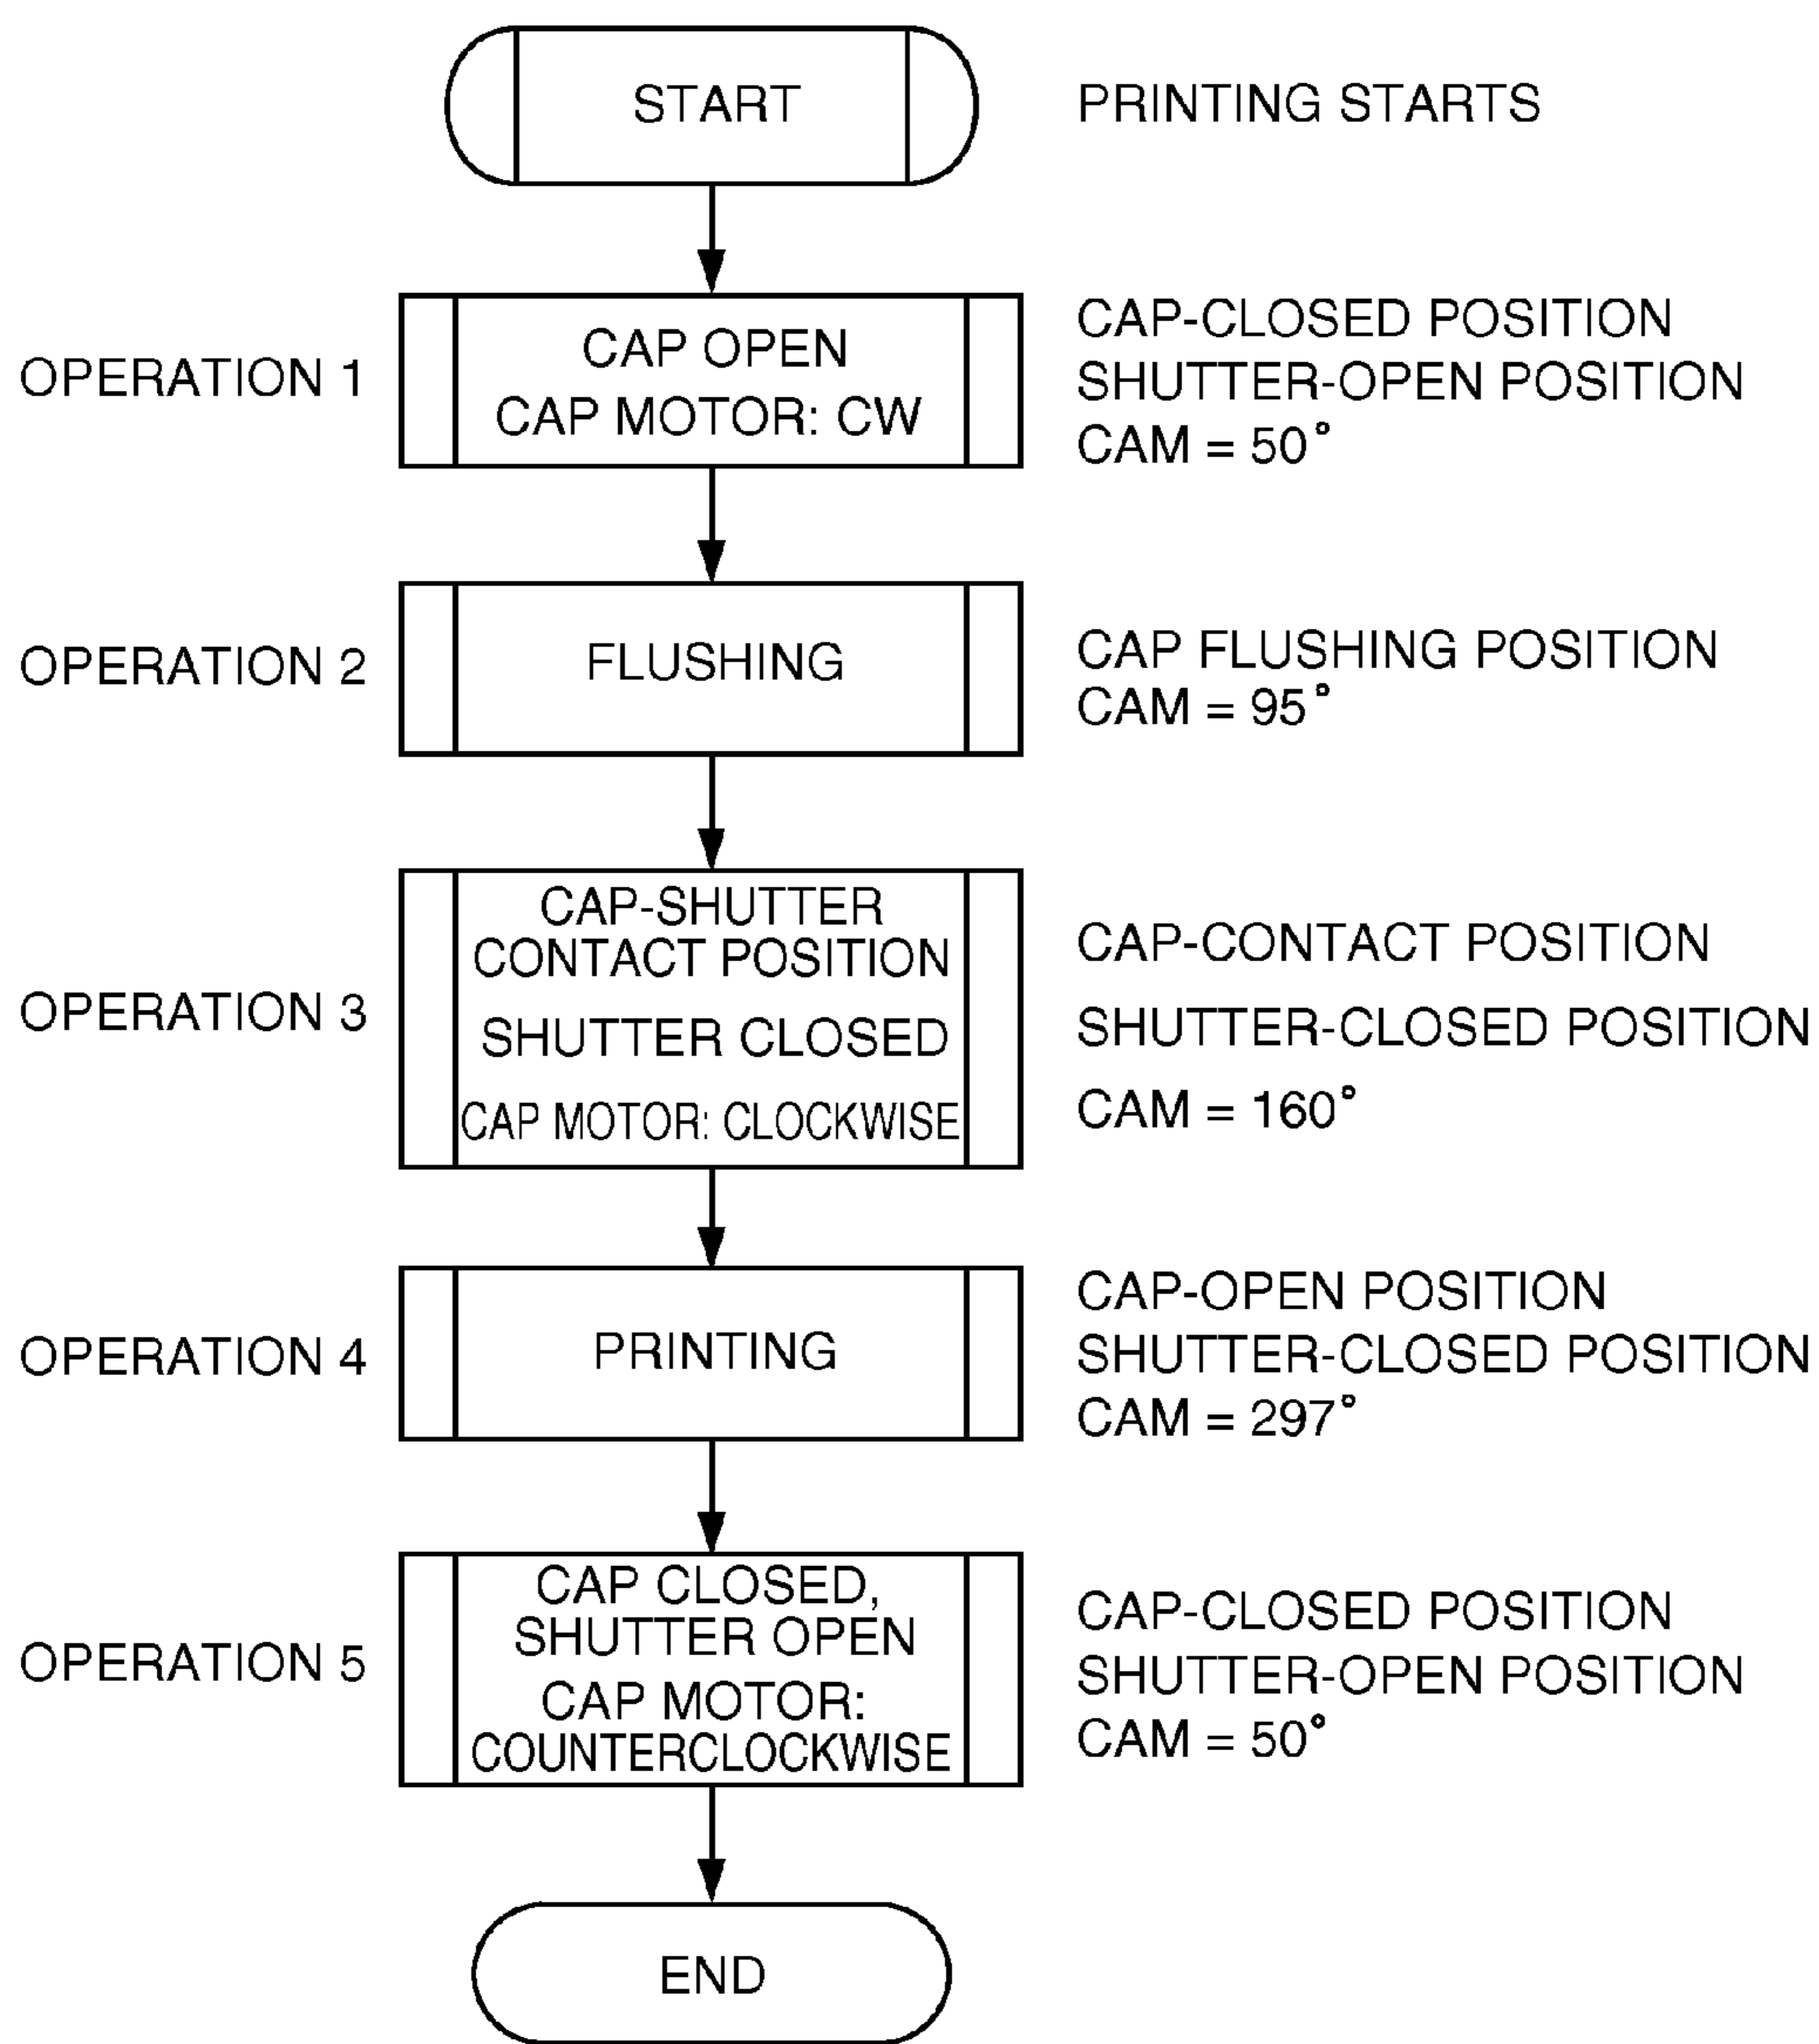 START
PRINTING STARTS
OPERATION 1
CAP OPEN
CAP MOTOR: CW
CAP-CLOSED POSITION
SHUTTER-OPEN POSITION
CAM = 50°
OPERATION 2
FLUSHING
CAP FLUSHING POSITION
CAM = 95°
OPERATION 3
CAP-SHUTTER
CONTACT POSITION
SHUTTER CLOSED
CAP MOTOR: CLOCKWISE
CAP-CONTACT POSITION
SHUTTER-CLOSED POSITION
CAM = 160°
OPERATION 4
PRINTING
CAP-OPEN POSITION
SHUTTER-CLOSED POSITION
CAM = 297°
OPERATION 5
CAP CLOSED,
SHUTTER OPEN
CAP MOTOR:
COUNTERCLOCKWISE
CAP-CLOSED POSITION
SHUTTER-OPEN POSITION
CAM = 50°
END